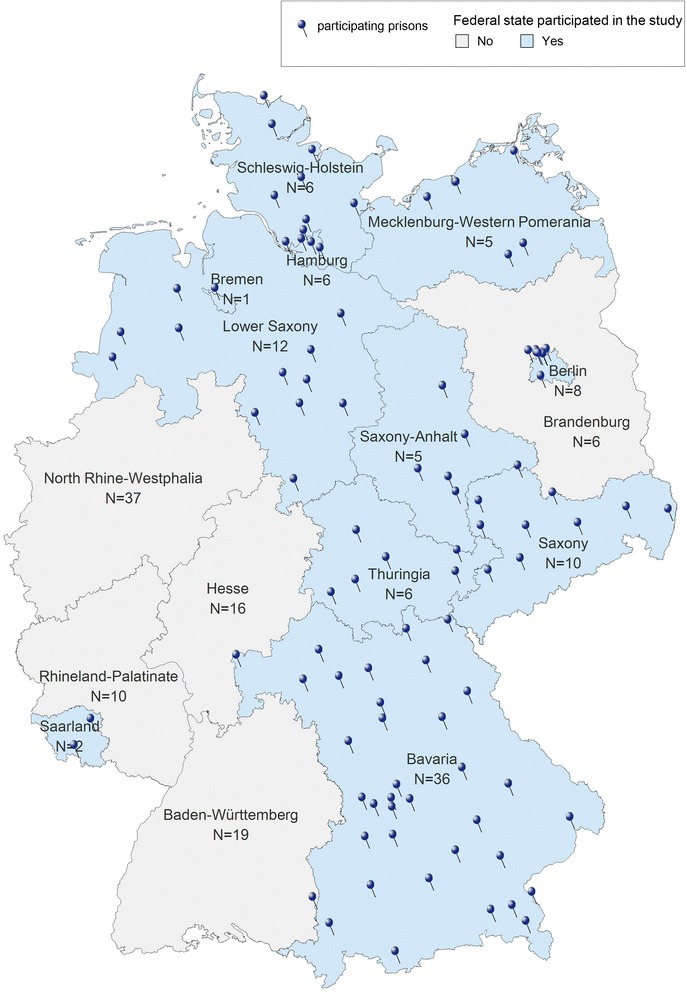 participating prisons
Federal state participated in the study
No
Yes
Schleswig-Holstein
N=6
Mecklenburg-Western Pomerania
N=5
Hamburg
N=6
Bremen
N=1
Lower Saxony
N=12
Berlin
N=8
Brandenburg
N=6
Saxony-Anhalt
N=5
North Rhine-Westphalia
N=37
Saxony
N=10
Thuringia
N=6
Hesse
N=16
Rhineland-Palatinate
N=10
Saarland
N=2
Bavaria
N=36
Baden-Württemberg
N=19